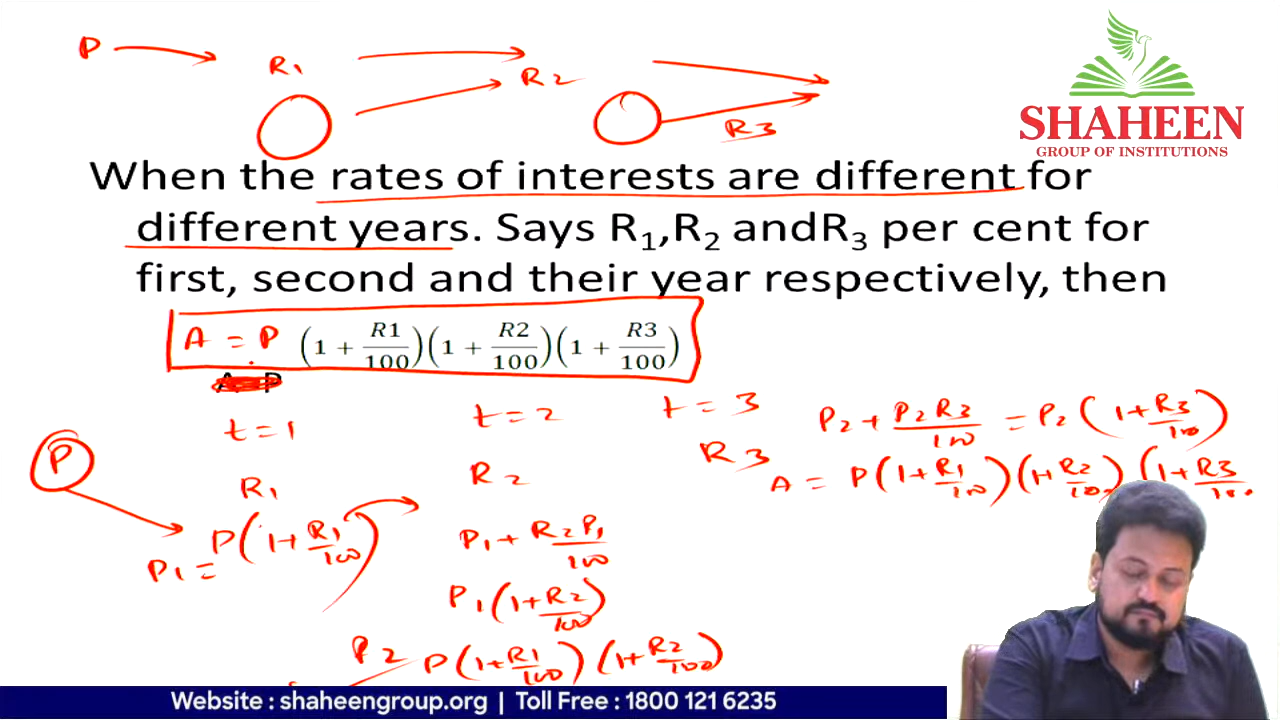 P
R1
R2
R3
SHAHEEN
GROUP OF INSTITUTIONS
When the rates of interests are different for
different years. Says R₁,R₂ andR₃ per cent for
first, second and their year respectively, then
A = P (1 + R1/100)(1 + R2/100)(1 + R3/100)
t = 1
t = 2
t = 3
P2 + P2 R3/100 = P2 (1 + R3/100)
P
R1
R2
R3
A = P(1 + R1/100)(1 + R2/100)(1 + R3/100
P1 = P(1 + R1/100)
P1 + R2 P1/100
P1(1 + R2/100)
P2
P(1 + R1/100)(1 + R2/100)
Website : shaheengroup.org | Toll Free : 1800 121 6235